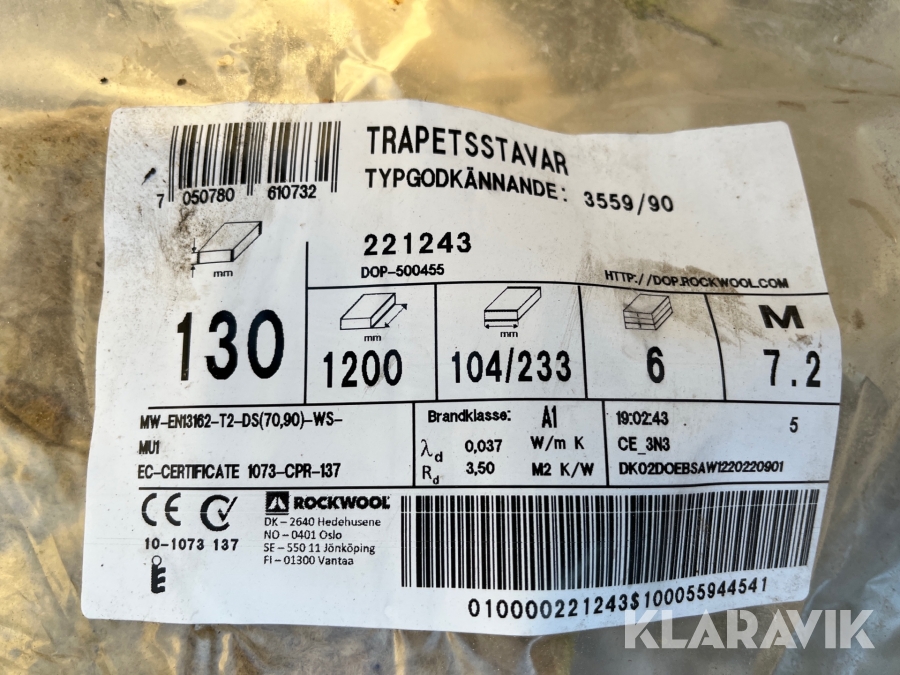 TRAPETSSTAVAR
TYPGODKÄNNANDE: 3559/90
7 050780 610732
221243
DOP-500455
HTTP://DOP.ROCKWOOL.COM
mm
130
mm
1200
mm
104/233
6
M
7.2
MW-EN13162-T2-DS(70,90)-WS-
MU1
EC-CERTIFICATE 1073-CPR-137
Brandklasse: A1
λd 0,037 W/m K
Rd 3,50 M2 K/W
19:02:43 5
CE_3N3
DK02DOEBSAW1220220901
CE
10-1073 137
E
ROCKWOOL
DK - 2640 Hedehusene
NO - 0401 Oslo
SE - 550 11 Jönköping
FI - 01300 Vantaa
010000221243$100055944541
KLARAVIK